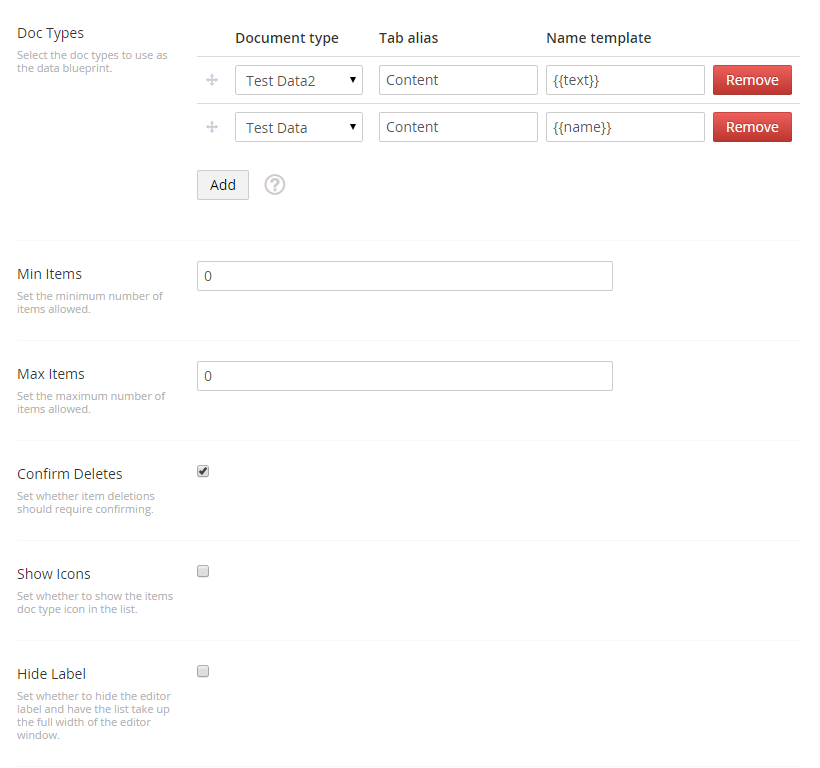 Doc Types
Select the doc types to use as
the data blueprint.
Document type Tab alias Name template
Test Data2 Content {{text}} Remove
Test Data Content {{name}} Remove
Add ?
Min Items
Set the minimum number of
items allowed.
0
Max Items
Set the maximum number of
items allowed.
0
Confirm Deletes
Set whether item deletions
should require confirming.
Show Icons
Set whether to show the items
doc type icon in the list.
Hide Label
Set whether to hide the editor
label and have the list take up
the full width of the editor
window.